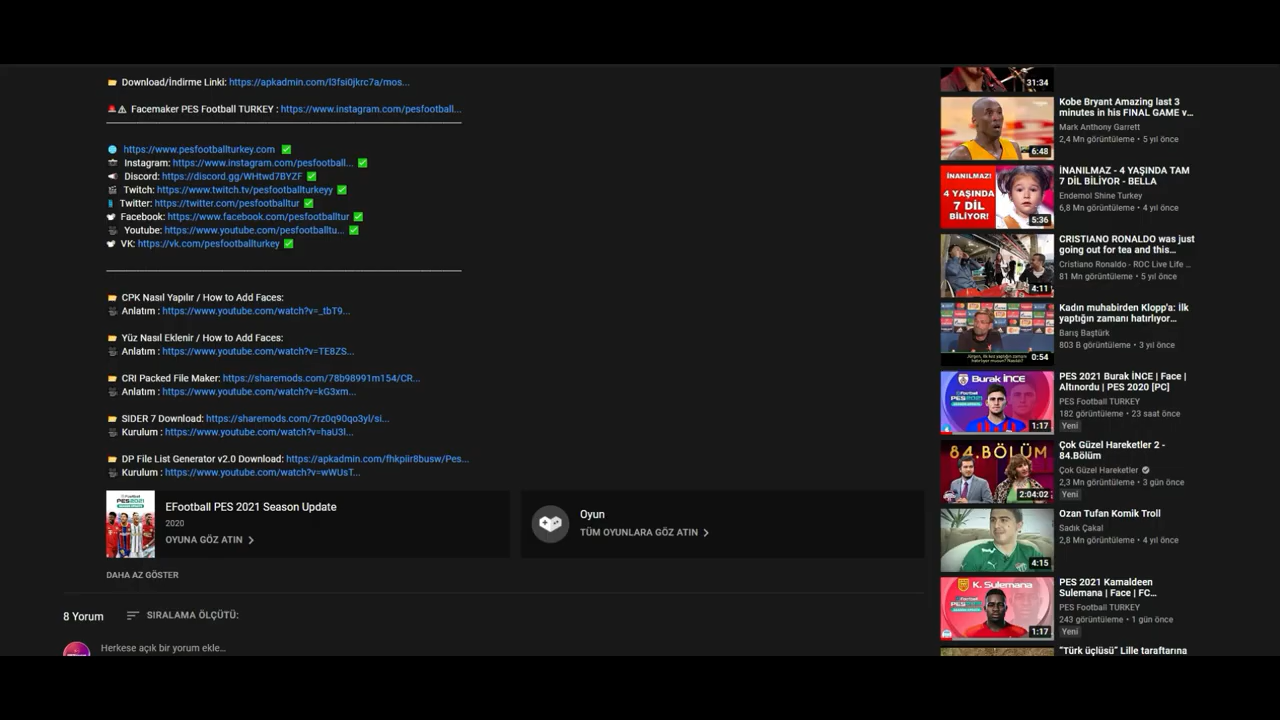 Download/İndirme Linki: https://apkadmin.com/l3fsi0jkrc7a/mos...
Facemaker PES Football TURKEY : https://www.instagram.com/pesfootball...
https://www.pesfootballturkey.com
Instagram: https://www.instagram.com/pesfootball...
Discord: https://discord.gg/WHtwd7BYZF
Twitch: https://www.twitch.tv/pesfootballturkeyy
Twitter: https://twitter.com/pesfootballtur
Facebook: https://www.facebook.com/pesfootballtur
Youtube: https://www.youtube.com/pesfootballtu...
VK: https://vk.com/pesfootballturkey
CPK Nasıl Yapılır / How to Add Faces:
Anlatım : https://www.youtube.com/watch?v=_tbT9...
Yüz Nasıl Eklenir / How to Add Faces:
Anlatım : https://www.youtube.com/watch?v=TE8ZS...
CRI Packed File Maker: https://sharemods.com/78b98991m154/CR...
Anlatım : https://www.youtube.com/watch?v=kG3xm...
SIDER 7 Download: https://sharemods.com/7rz0q90qo3yl/si...
Kurulum : https://www.youtube.com/watch?v=haU3l...
DP File List Generator v2.0 Download: https://apkadmin.com/fhkpiir8busw/Pes...
Kurulum : https://www.youtube.com/watch?v=wWUsT...
EFootball PES 2021 Season Update
2020
OYUNA GÖZ ATIN
Oyun
TÜM OYUNLARA GÖZ ATIN
DAHA AZ GÖSTER
8 Yorum
SIRALAMA ÖLÇÜTÜ:
Herkese açık bir yorum ekle...
31:34
6:48
Kobe Bryant Amazing last 3
minutes in his FINAL GAME v...
Mark Anthony Garrett
2,4 Mn görüntüleme • 5 yıl önce
İNANILMAZ!
4 YAŞINDA
7 DİL
BİLİYOR!
5:36
İNANILMAZ - 4 YAŞINDA TAM
7 DİL BİLİYOR - BELLA
Endemol Shine Turkey
6,8 Mn görüntüleme • 4 yıl önce
4:11
CRISTIANO RONALDO was just
going out for tea and this...
Cristiano Ronaldo - ROC Live Life ...
81 Mn görüntüleme • 5 yıl önce
0:54
Kadın muhabirden Klopp'a: İlk
yaptığın zamanı hatırlıyor...
Barış Baştürk
803 B görüntüleme • 3 yıl önce
Burak İNCE
PES2021
1:17
PES 2021 Burak İNCE | Face |
Altınordu | PES 2020 [PC]
PES Football TURKEY
182 görüntüleme • 23 saat önce
Yeni
84.BÖLÜM
2:04:02
Çok Güzel Hareketler 2 -
84.Bölüm
Çok Güzel Hareketler
2,3 Mn görüntüleme • 3 gün önce
Yeni
4:15
Ozan Tufan Komik Troll
Sadık Çakal
2,8 Mn görüntüleme • 4 yıl önce
K. Sulemana
PES2021
1:17
PES 2021 Kamaldeen
Sulemana | Face | FC...
PES Football TURKEY
243 görüntüleme • 1 gün önce
Yeni
"Türk üçlüsü" Lille taraftarına